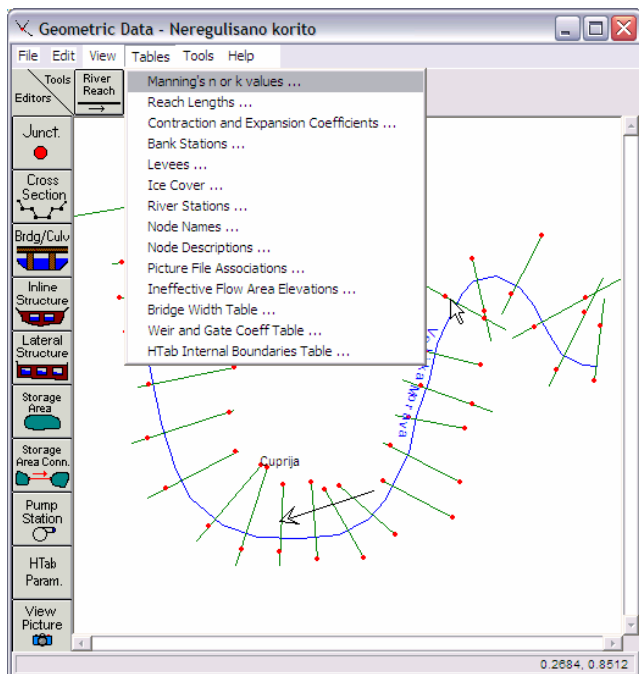 Geometric Data - Neregulisano korito
File Edit View Tables Tools Help
Tools
Editors
River
Reach
Manning's n or k values ...
Reach Lengths ...
Contraction and Expansion Coefficients ...
Bank Stations ...
Levees ...
Ice Cover ...
River Stations ...
Node Names ...
Node Descriptions ...
Picture File Associations ...
Ineffective Flow Area Elevations ...
Bridge Width Table ...
Weir and Gate Coeff Table ...
HTab Internal Boundaries Table ...
Junct.
Cross
Section
Brdg/Culv
Inline
Structure
Lateral
Structure
Storage
Area
Storage
Area Conn.
Pump
Station
HTab
Param.
View
Picture
Morava
Cuprija
0.2684, 0.8512